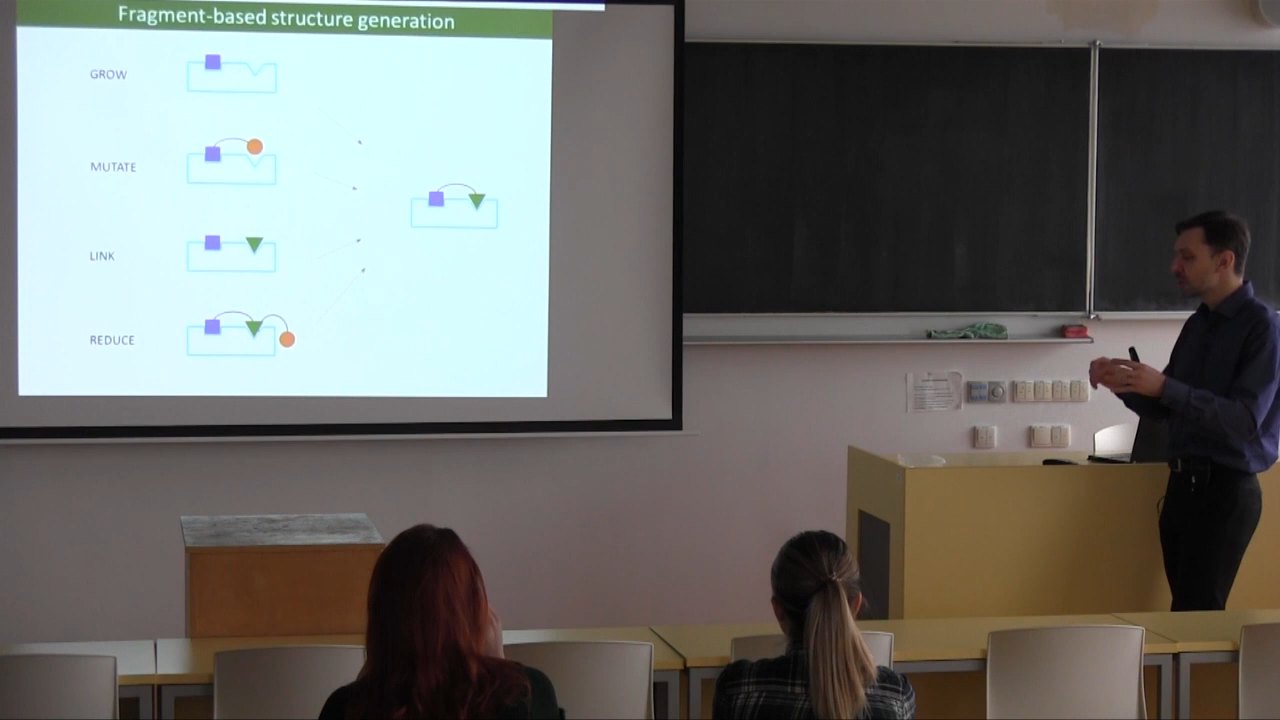 Fragment-based structure generation
GROW
MUTATE
LINK
REDUCE